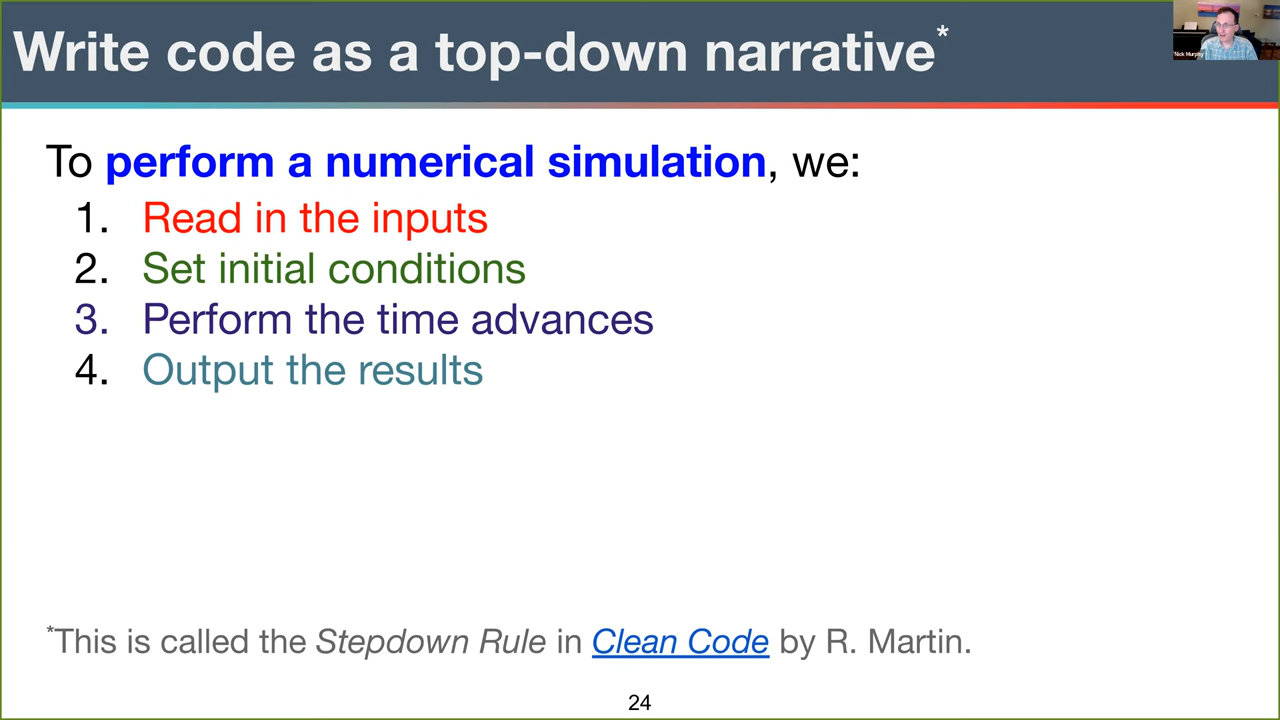 Write code as a top-down narrative*
Nick Murphy
To perform a numerical simulation, we:
1. Read in the inputs
2. Set initial conditions
3. Perform the time advances
4. Output the results
*This is called the Stepdown Rule in Clean Code by R. Martin.
24